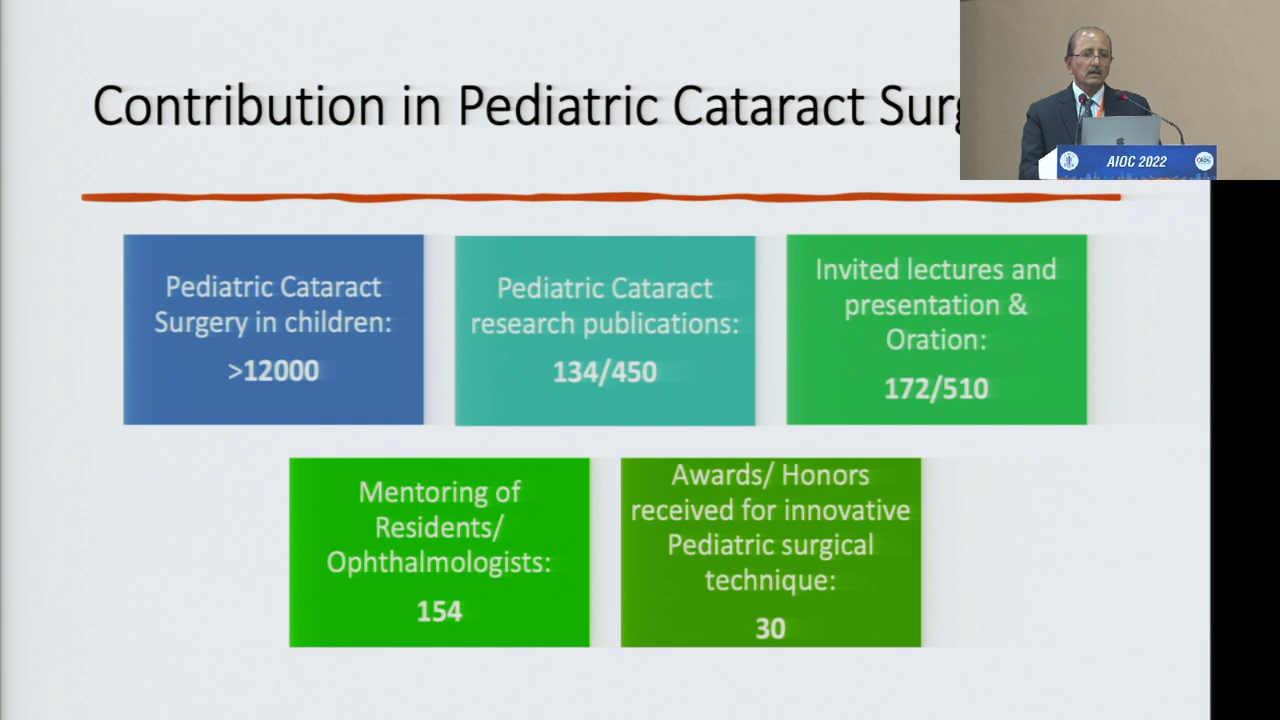 Contribution in Pediatric Cataract Surg
AIOC 2022
Pediatric Cataract
Surgery in children:
>12000
Pediatric Cataract
research publications:
134/450
Invited lectures and
presentation &
Oration:
172/510
Mentoring of
Residents/
Ophthalmologists:
154
Awards/ Honors
received for innovative
Pediatric surgical
technique:
30